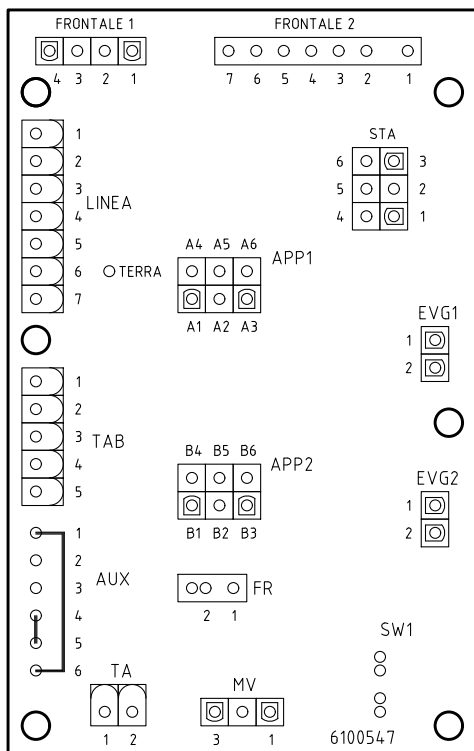 FRONTALE 1 FRONTALE 2
4 3 2 1 7 6 5 4 3 2 1
STA
1
2
3
4
5
6
7
LINEA
TERRA
6 3
5 2
4 1
A4 A5 A6
APP1
A1 A2 A3
EVG1
1
2
1
2
3
4
5
TAB
B4 B5 B6
APP2
B1 B2 B3
EVG2
1
2
1
2
3
4
5
6
AUX
FR
2 1
SW1
TA
1 2
MV
3 1
6100547